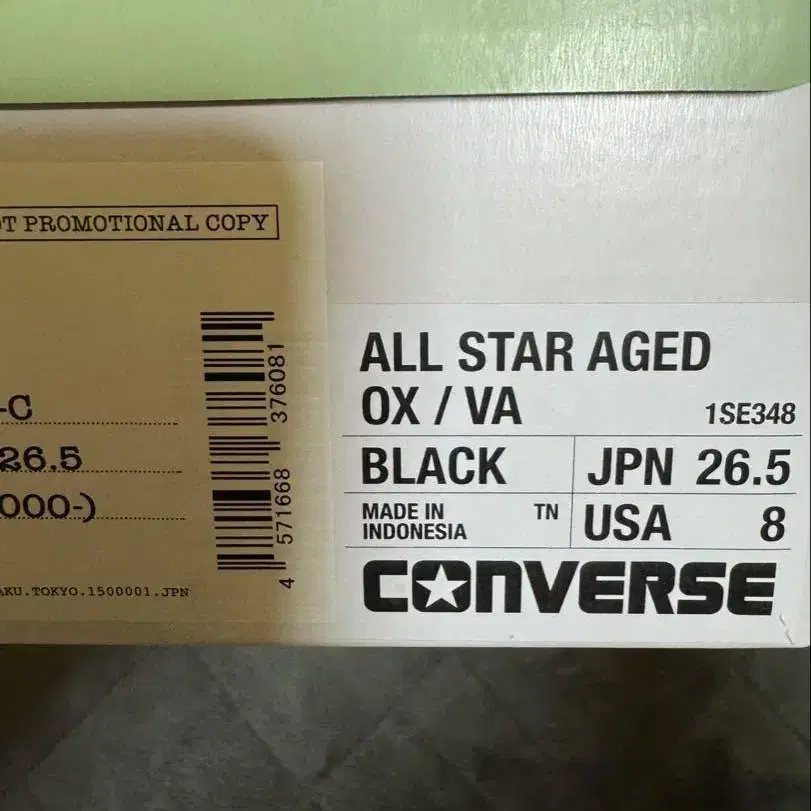 OT PROMOTIONAL COPY
-C
26.5
000-)
AKU.TOKYO.1500001.JPN
4 571668 376081
ALL STAR AGED
OX / VA 1SE348
BLACK JPN 26.5
MADE IN
INDONESIA TN USA 8
CONVERSE